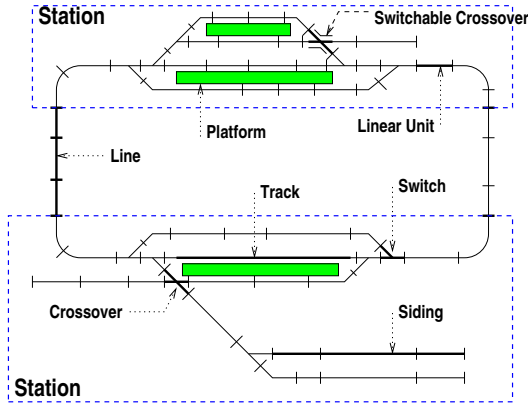 Station
Switchable Crossover
Platform
Linear Unit
Line
Track
Switch
Crossover
Siding
Station